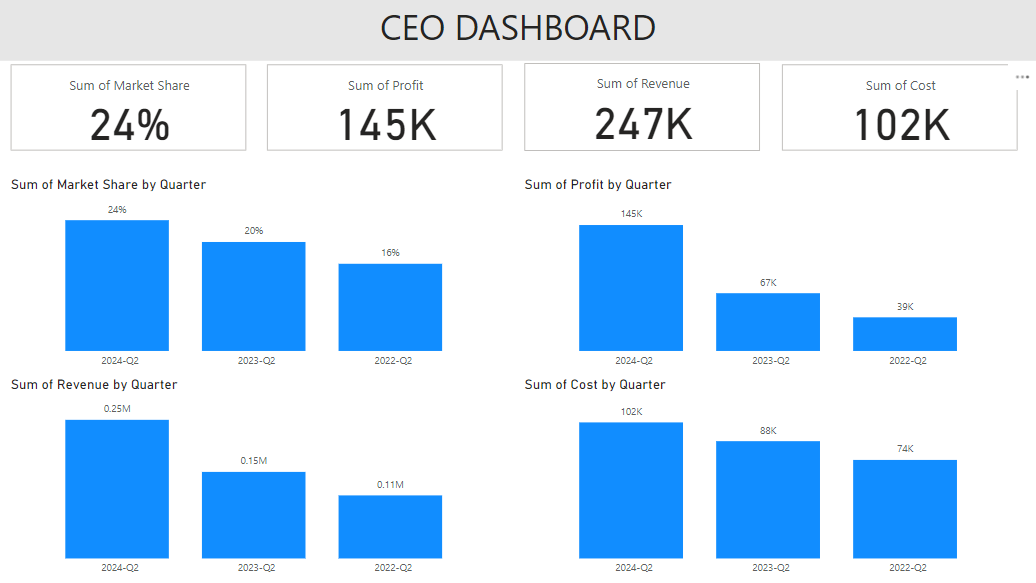 CEO DASHBOARD
Sum of Market Share
24%
Sum of Profit
145K
Sum of Revenue
247K
Sum of Cost
102K
Sum of Market Share by Quarter
24%
20%
16%
2024-Q2
2023-Q2
2022-Q2
Sum of Profit by Quarter
145K
67K
39K
2024-Q2
2023-Q2
2022-Q2
Sum of Revenue by Quarter
0.25M
0.15M
0.11M
2024-Q2
2023-Q2
2022-Q2
Sum of Cost by Quarter
102K
88K
74K
2024-Q2
2023-Q2
2022-Q2